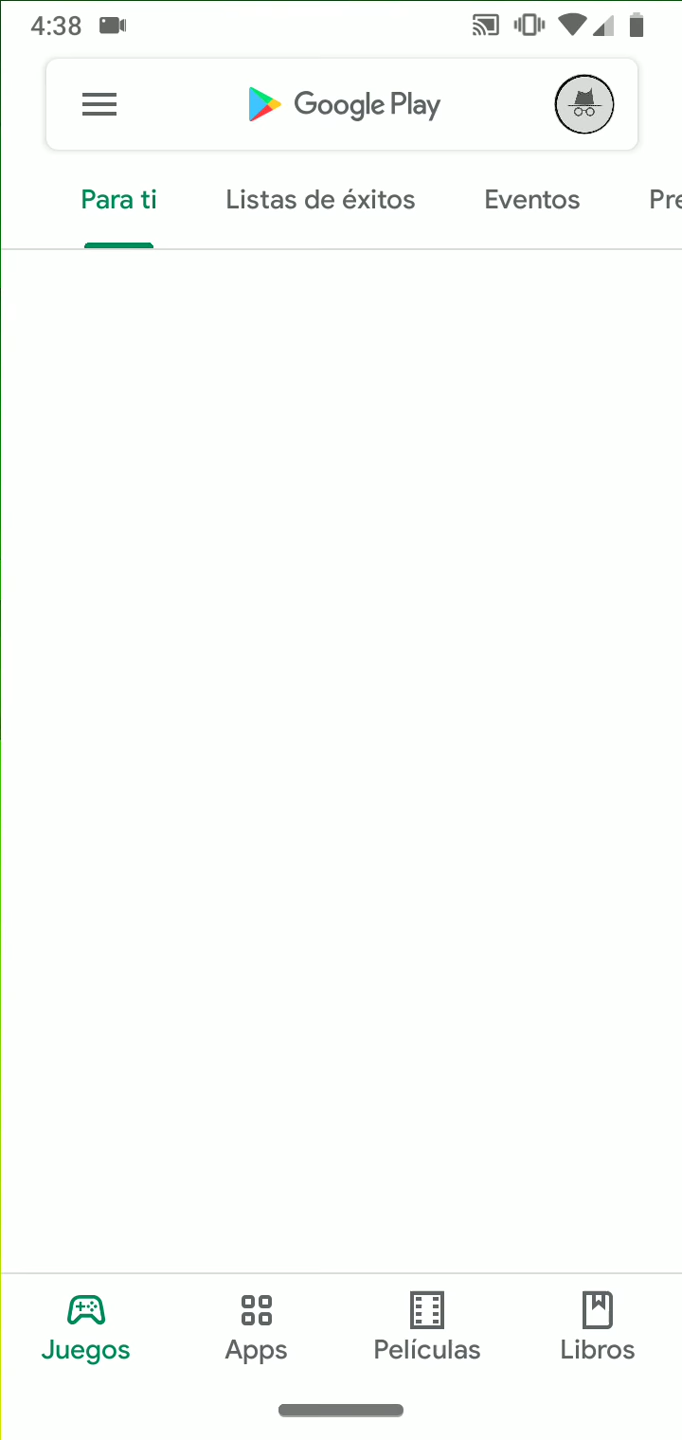 4:38
Google Play
Para ti
Listas de éxitos
Eventos
Pre
Juegos
Apps
Películas
Libros